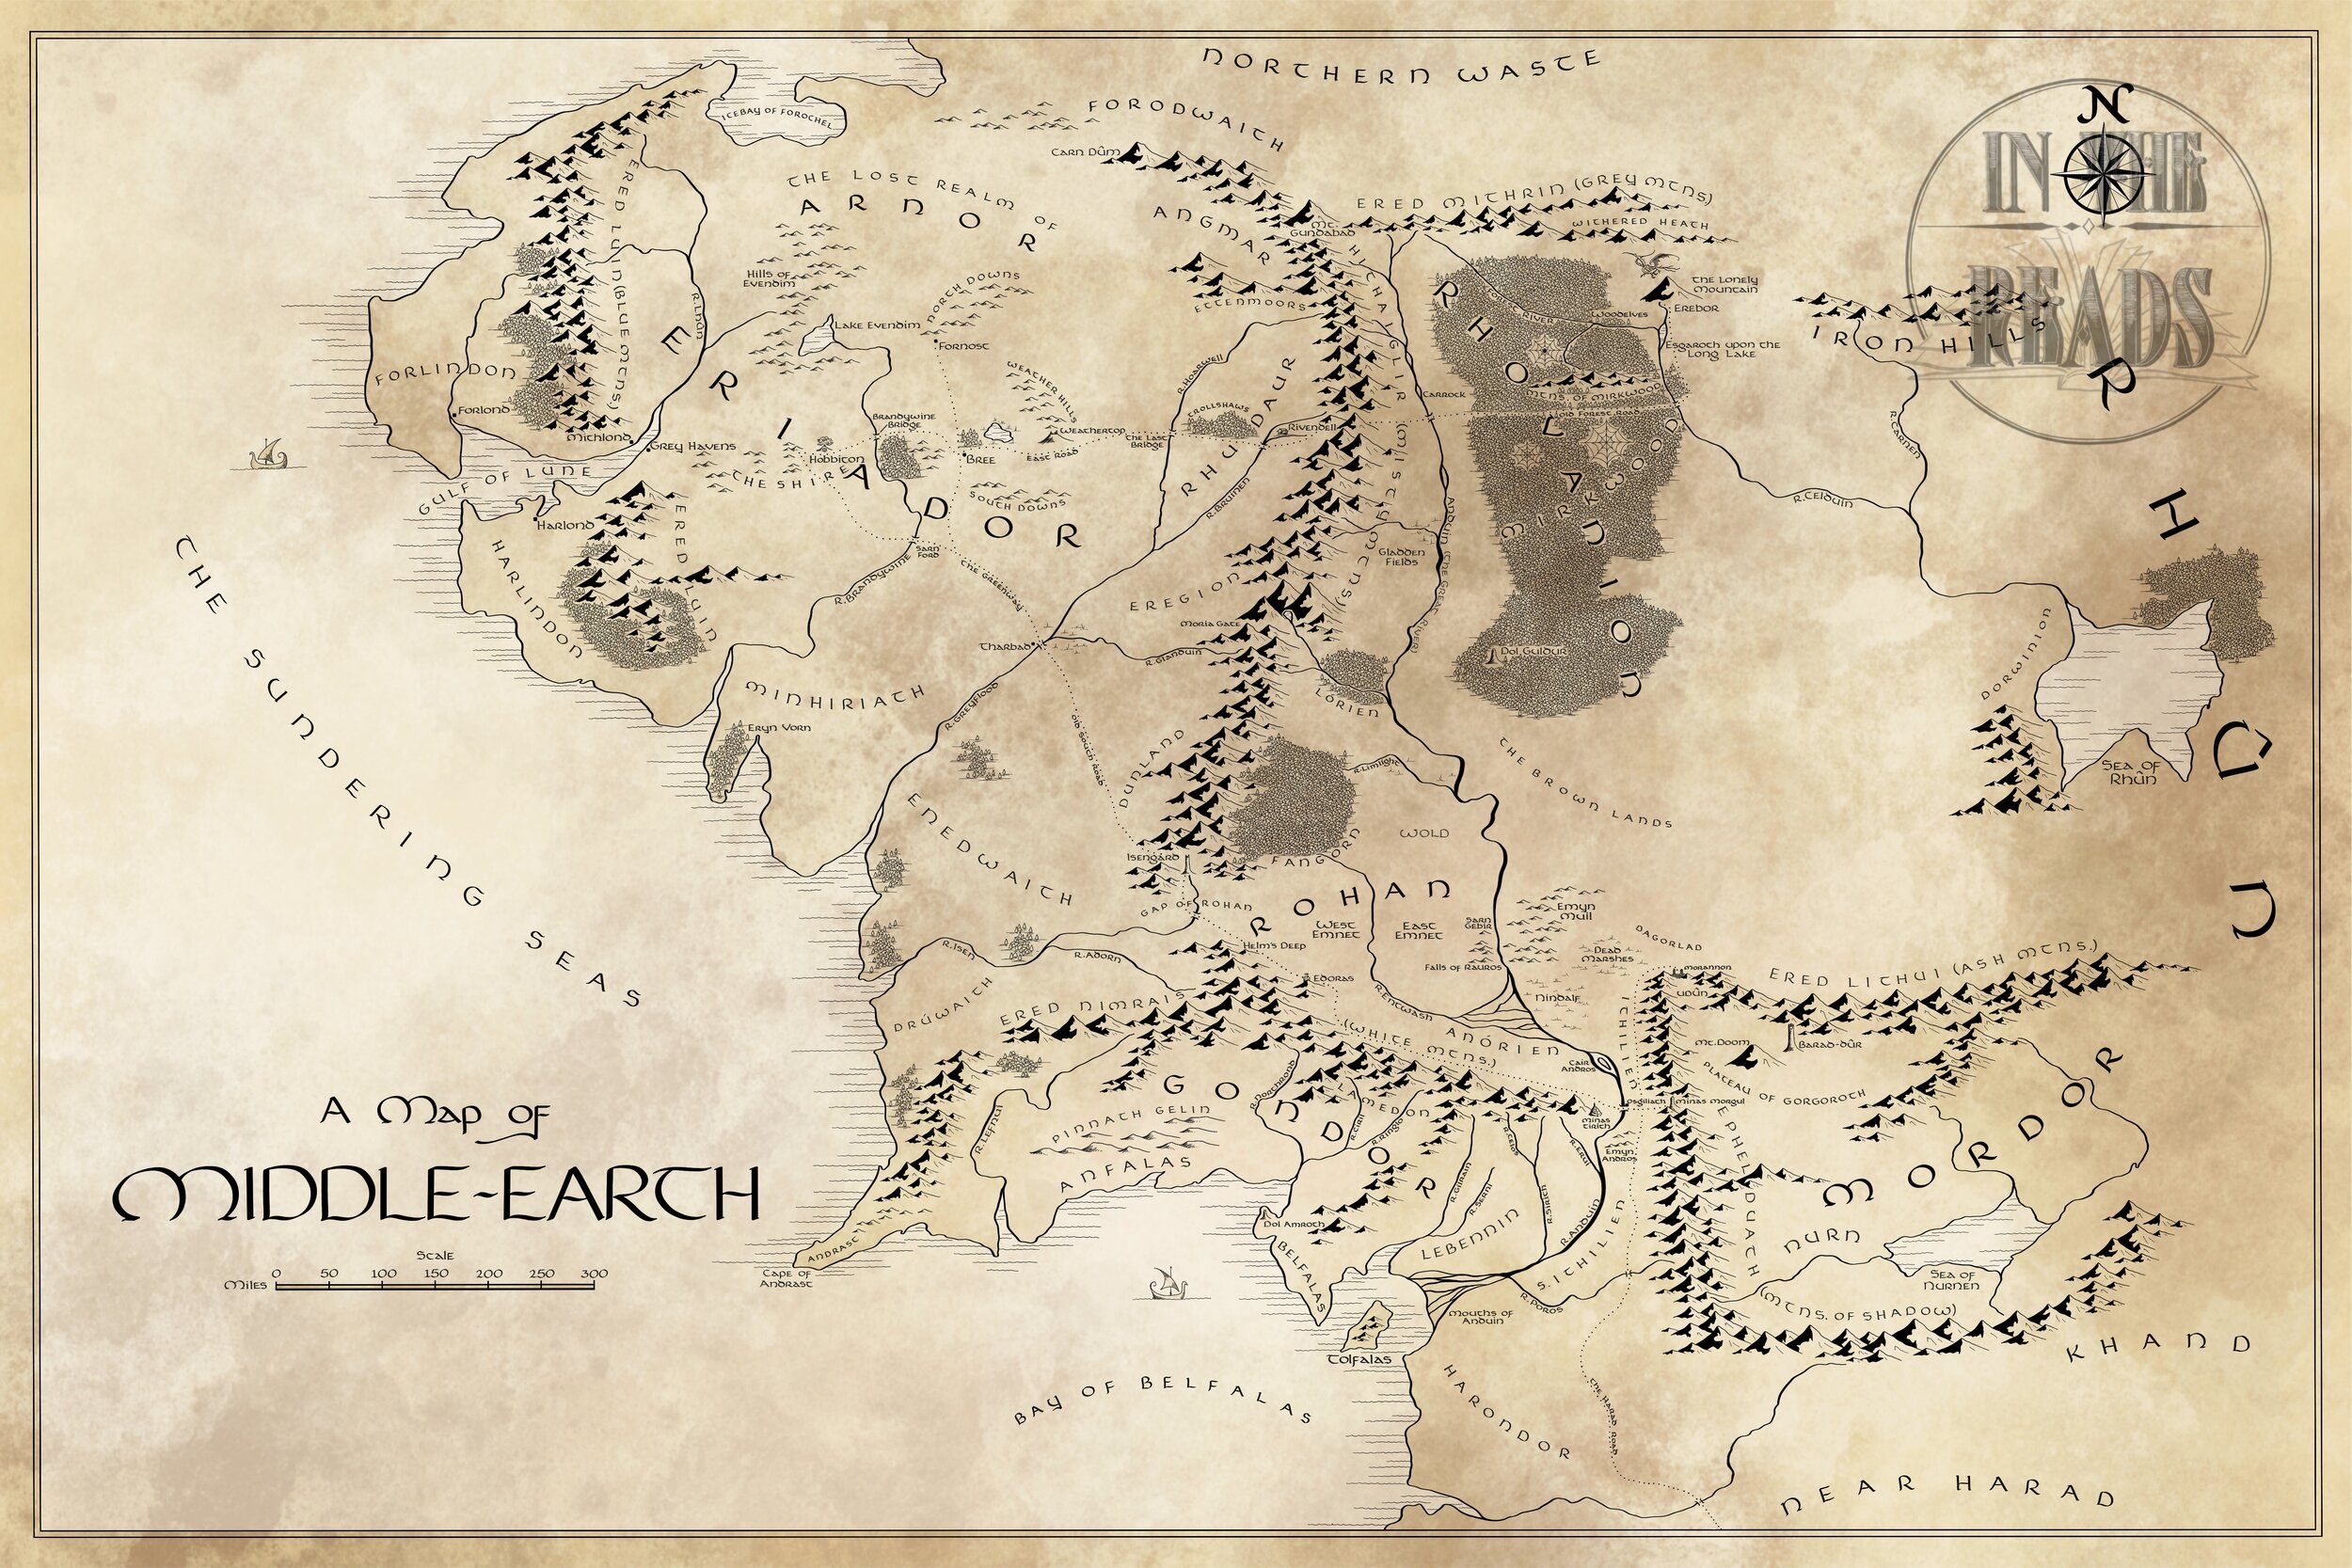 NORTHERN WASTE
FORODWAITH
ICEBAY OF FOROCHEL
N
IN THE
READS
CARN DÛM
THE LOST REALM OF
ARNOR
ANGMAR
MT. GUNDABAD
ERED MITHRIN (GREY MTNS)
WITHERED HEATH
ERED LUIN (BLUE MTNS)
HILLS OF EVENDIM
NORTH DOWNS
ETTENMOORS
HITHAIGLIR (MISTY MTNS)
RHOVANION
FOREST RIVER
WOODELVES
THE LONELY MOUNTAIN
EREBOR
IRON HILLS
RHÛN
R.LHÛN
ERIADOR
LAKE EVENDIM
FORNOST
ESGAROTH UPON THE LONG LAKE
FORLINDON
FORLOND
MITHLOND
GREY HAVENS
GULF OF LUNE
HARLOND
HARLINDON
ERED LUIN
THE SHIRE
HOBBITON
BRANDYWINE BRIDGE
BREE
WEATHER HILLS
WEATHERTOP
EAST ROAD
THE LAST BRIDGE
TROLLSHAWS
R.HOARWELL
RHUDAUR
RIVENDELL
R.BRUINEN
CARROCK
MTNS. OF MIRKWOOD
OLD FOREST ROAD
MIRKWOOD
R.CARNEN
R.CELDUIN
SOUTH DOWNS
SARN FORD
THE GREENWAY
R.BRANDYWINE
EREGION
MORIA GATE
GLADDEN FIELDS
ANDUIN (THE GREAT RIVER)
THARBAD
R.GLANDUIN
DOL GULDUR
LÓRIEN
DORWINION
SEA OF RHÛN
THE SUNDERING SEAS
MINHIRIATH
ERYN VORN
R.GREYFLOOD
OLD SOUTH ROAD
DUNLAND
ENEDWAITH
R.LIMLIGHT
THE BROWN LANDS
WOLD
FANGORN
ISENGARD
GAP OF ROHAN
ROHAN
WEST EMNET
EAST EMNET
SARN GEBIR
EMYN MUIL
HELM'S DEEP
FALLS OF RAUROS
DEAD MARSHES
DAGORLAD
R.ISEN
R.ADORN
EDORAS
R.ENTWASH
NINDALF
MORANNON
UDÛN
ERED LITHUI (ASH MTNS.)
DRÚWAITH
ERED NIMRAIS
(WHITE MTNS.)
ANÓRIEN
CAIR ANDROS
ITHILIEN
MT.DOOM
BARAD-DÛR
PLATEAU OF GORGOROTH
GONDOR
PINNATH GELIN
ANFALAS
R.LEFNUI
R.MORTHOND
LAMEDON
R.CIRIL
R.RINGLO
MINAS TIRITH
OSGILIATH
MINAS MORGUL
EMYN ARNOS
R.GILRAIN
R.SERNI
R.CELOS
R.SIRITH
R.ERUI
R.ANDUIN
EPHEL DÚATH
(MTNS. OF SHADOW)
MORDOR
NURN
SEA OF NURNEN
ANDRAST
CAPE OF ANDRAST
DOL AMROTH
BELFALAS
LEBENNIN
S.ITHILIEN
R.POROS
MOUTHS OF ANDUIN
TOLFALAS
BAY OF BELFALAS
HARONDOR
THE HARAD ROAD
KHAND
NEAR HARAD
A Map of
MIDDLE-EARTH
SCALE
MILES 0 50 100 150 200 250 300